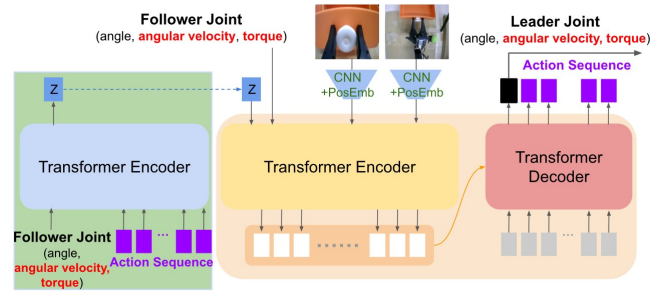 Follower Joint
(angle, angular velocity, torque)
Leader Joint
(angle, angular velocity, torque)
Action Sequence
CNN
+PosEmb
CNN
+PosEmb
Z
Z
Transformer Encoder
Transformer Encoder
Transformer
Decoder
Follower Joint
(angle,
angular velocity,
torque)
...
Action Sequence
......
...
...